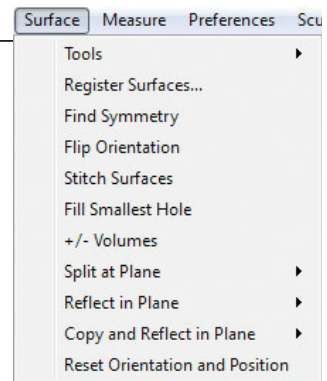 Surface Measure Preferences Scu
Tools
Register Surfaces...
Find Symmetry
Flip Orientation
Stitch Surfaces
Fill Smallest Hole
+/- Volumes
Split at Plane
Reflect in Plane
Copy and Reflect in Plane
Reset Orientation and Position